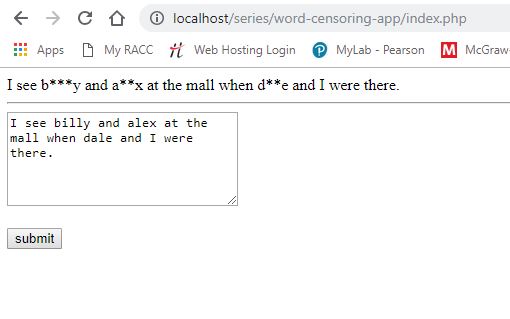 localhost/series/word-censoring-app/index.php
Apps My RACC Web Hosting Login MyLab - Pearson McGraw
I see b***y and a**x at the mall when d**e and I were there.
I see billy and alex at the
mall when dale and I were
there.
submit